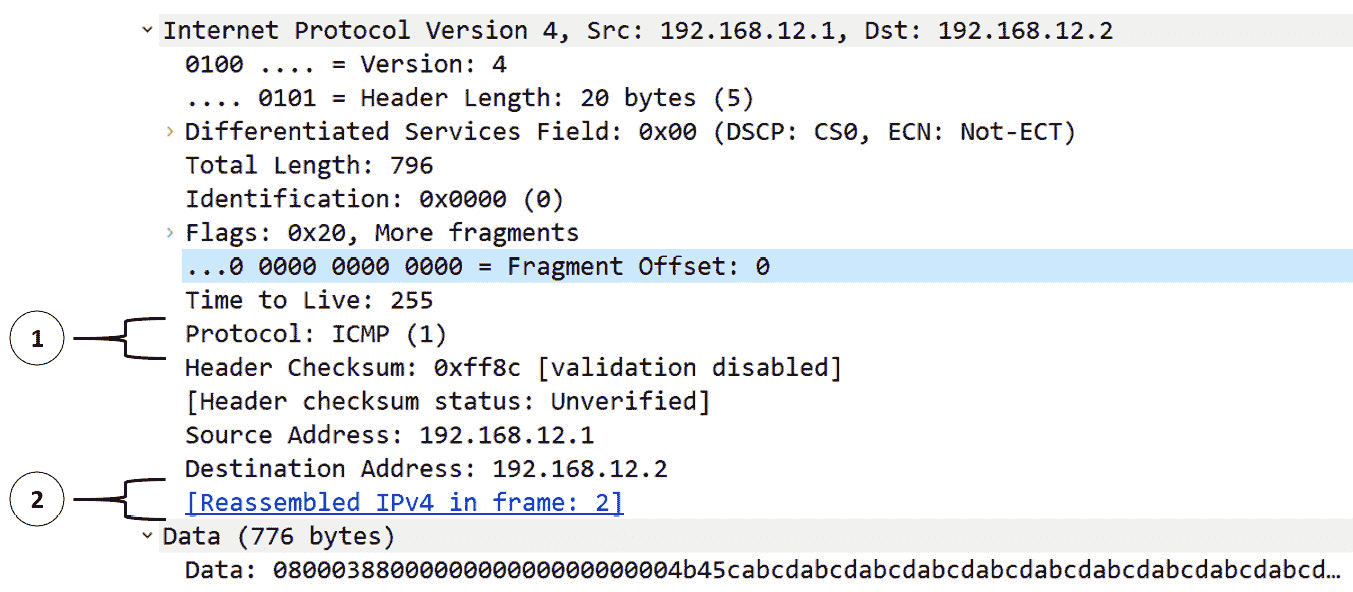 Internet Protocol Version 4, Src: 192.168.12.1, Dst: 192.168.12.2
0100 .... = Version: 4
.... 0101 = Header Length: 20 bytes (5)
Differentiated Services Field: 0x00 (DSCP: CS0, ECN: Not-ECT)
Total Length: 796
Identification: 0x0000 (0)
Flags: 0x20, More fragments
...0 0000 0000 0000 = Fragment Offset: 0
Time to Live: 255
1 Protocol: ICMP (1)
Header Checksum: 0xff8c [validation disabled]
[Header checksum status: Unverified]
Source Address: 192.168.12.1
Destination Address: 192.168.12.2
2 [Reassembled IPv4 in frame: 2]
Data (776 bytes)
Data: 0800038800000000000000000004b45cabcdabcdabcdabcdabcdabcdabcdabcdabcdabcd…